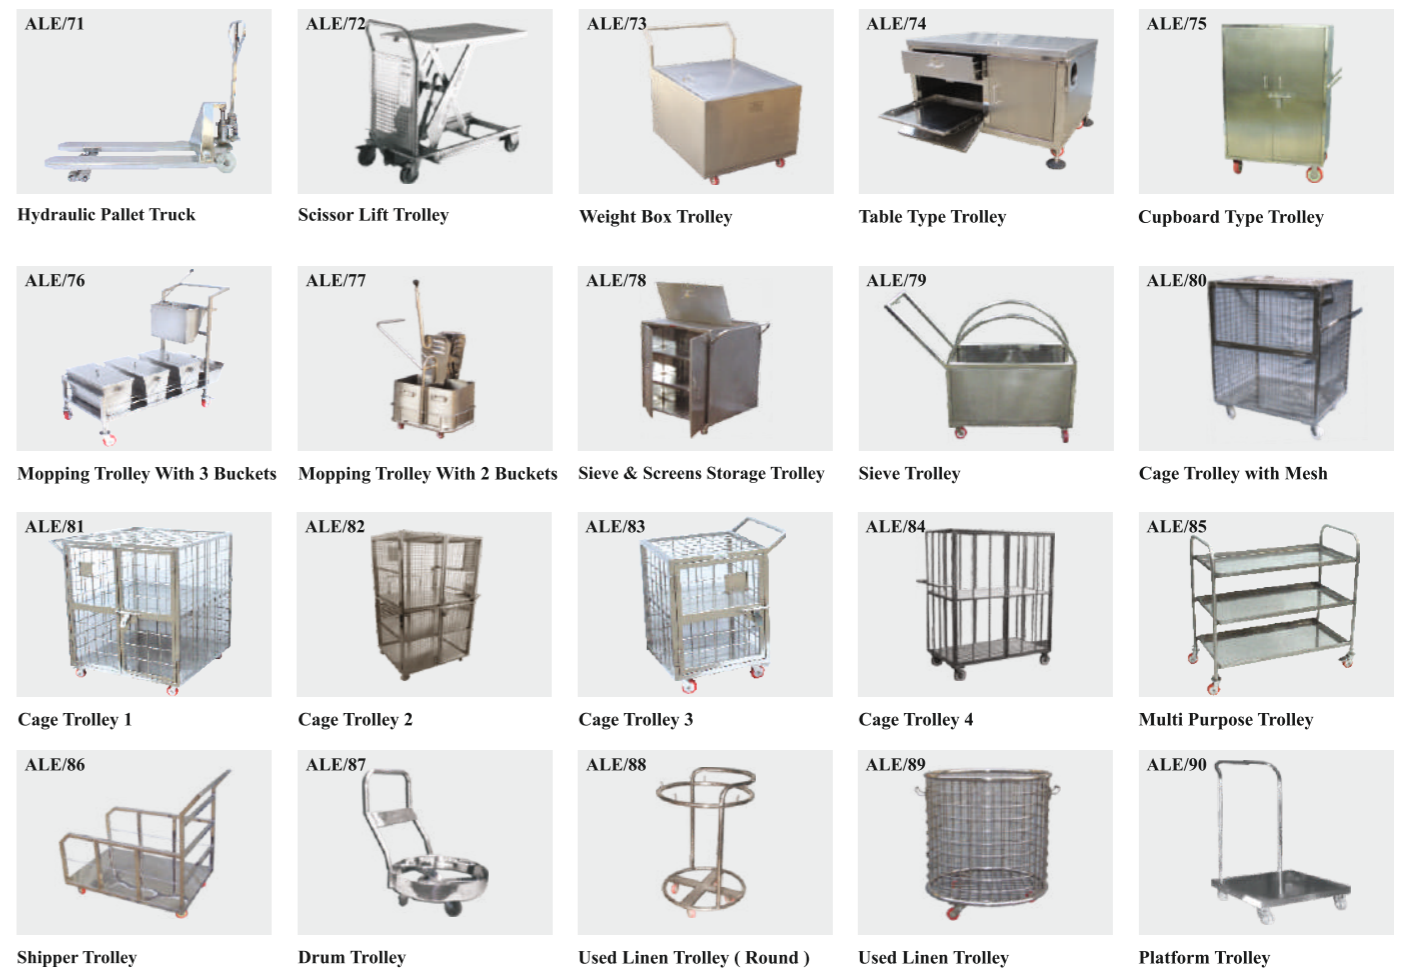 ALE/71
ALE/72
ALE/73
ALE/74
ALE/75
Hydraulic Pallet Truck
Scissor Lift Trolley
Weight Box Trolley
Table Type Trolley
Cupboard Type Trolley
ALE/76
ALE/77
ALE/78
ALE/79
ALE/80
Mopping Trolley With 3 Buckets
Mopping Trolley With 2 Buckets
Sieve & Screens Storage Trolley
Sieve Trolley
Cage Trolley with Mesh
ALE/81
ALE/82
ALE/83
ALE/84
ALE/85
Cage Trolley 1
Cage Trolley 2
Cage Trolley 3
Cage Trolley 4
Multi Purpose Trolley
ALE/86
ALE/87
ALE/88
ALE/89
ALE/90
Shipper Trolley
Drum Trolley
Used Linen Trolley ( Round )
Used Linen Trolley
Platform Trolley